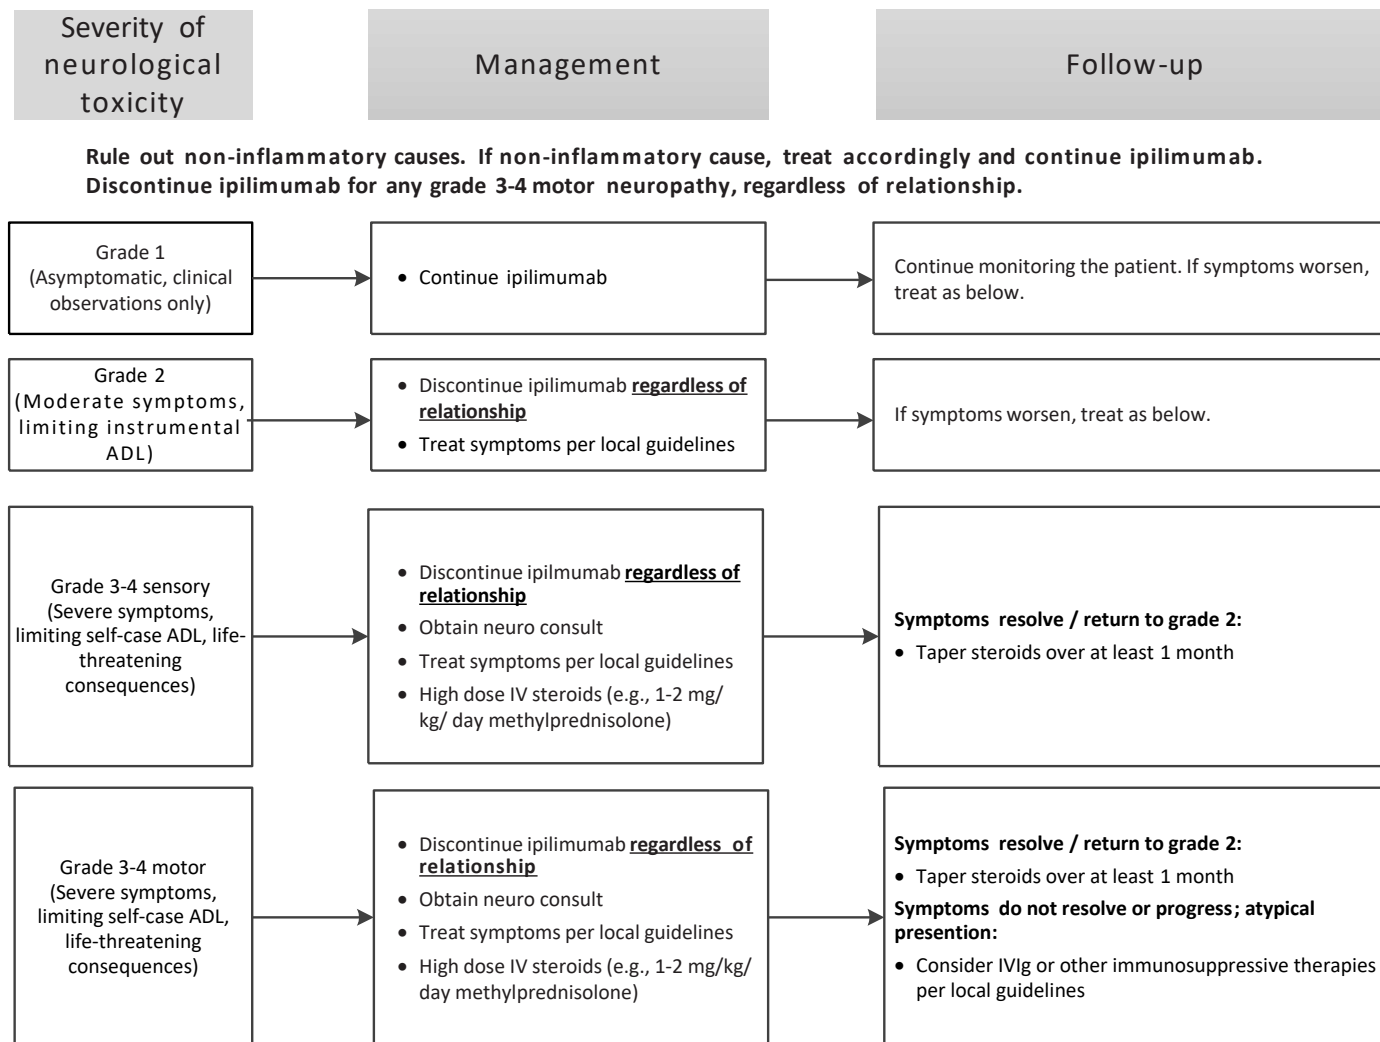 Severity of
neurological
toxicity
Management
Follow-up
Rule out non-inflammatory causes. If non-inflammatory cause, treat accordingly and continue ipilimumab.
Discontinue ipilimumab for any grade 3-4 motor neuropathy, regardless of relationship.
Grade 1
(Asymptomatic, clinical
observations only)
• Continue ipilimumab
Continue monitoring the patient. If symptoms worsen,
treat as below.
Grade 2
(Moderate symptoms,
limiting instrumental
ADL)
• Discontinue ipilimumab regardless of
relationship
• Treat symptoms per local guidelines
If symptoms worsen, treat as below.
Grade 3-4 sensory
(Severe symptoms,
limiting self-case ADL, life-
threatening
consequences)
• Discontinue ipilmumab regardless of
relationship
• Obtain neuro consult
• Treat symptoms per local guidelines
• High dose IV steroids (e.g., 1-2 mg/
kg/ day methylprednisolone)
Symptoms resolve / return to grade 2:
• Taper steroids over at least 1 month
Grade 3-4 motor
(Severe symptoms,
limiting self-case ADL,
life-threatening
consequences)
• Discontinue ipilimumab regardless of
relationship
• Obtain neuro consult
• Treat symptoms per local guidelines
• High dose IV steroids (e.g., 1-2 mg/kg/
day methylprednisolone)
Symptoms resolve / return to grade 2:
• Taper steroids over at least 1 month
Symptoms do not resolve or progress; atypical
presention:
• Consider IVIg or other immunosuppressive therapies
per local guidelines